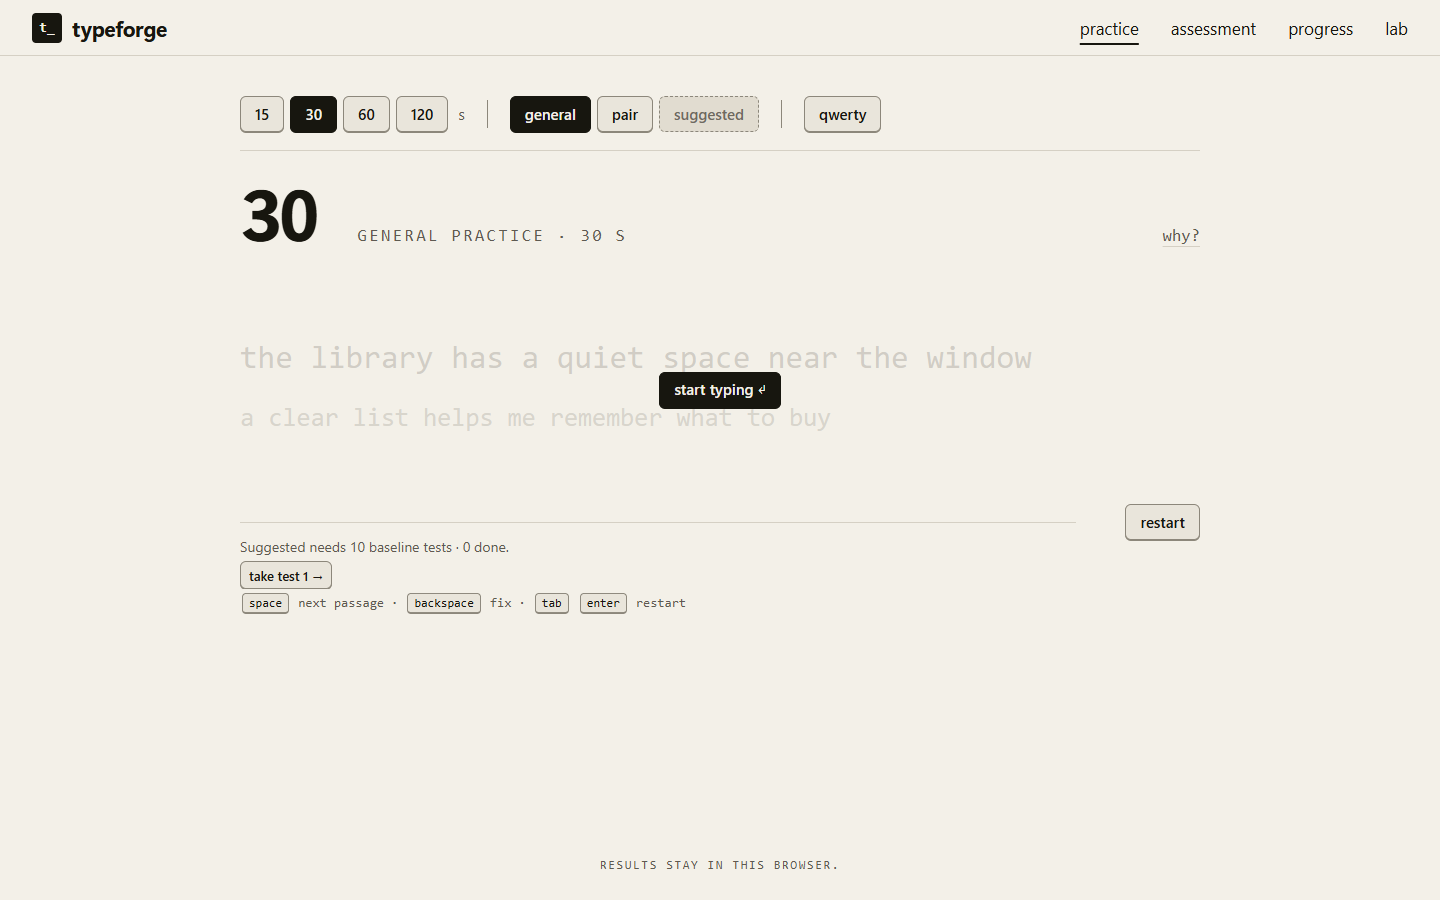 t_ typeforge practice assessment progress lab
15 30 60 120 s general pair suggested qwerty
30 GENERAL PRACTICE · 30 S why?
the library has a quiet space near the window
start typing ↵
a clear list helps me remember what to buy
restart
Suggested needs 10 baseline tests · 0 done.
take test 1 →
space next passage · backspace fix · tab enter restart
RESULTS STAY IN THIS BROWSER.